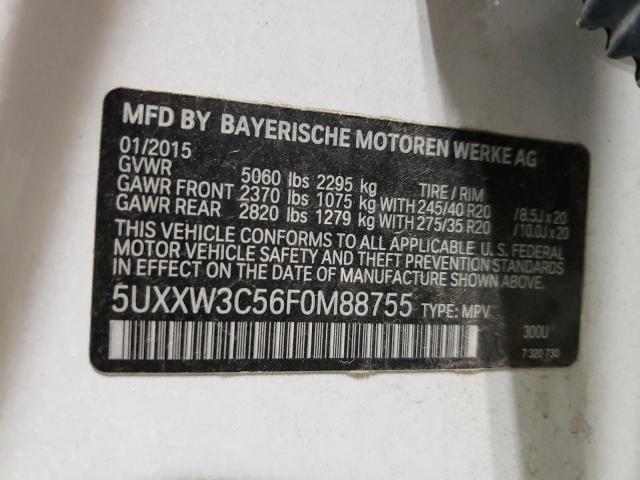 MFD BY BAYERISCHE MOTOREN WERKE AG
01/2015
GVWR 5060 lbs 2295 kg TIRE / RIM
GAWR FRONT 2370 lbs 1075 kg WITH 245/40 R20 / 8.5J x 20
GAWR REAR 2820 lbs 1279 kg WITH 275/35 R20 / 10.0J x 20
THIS VEHICLE CONFORMS TO ALL APPLICABLE U. S. FEDERAL
MOTOR VEHICLE SAFETY AND THEFT PREVENTION STANDARDS
IN EFFECT ON THE DATE OF MANUFACTURE SHOWN ABOVE.
5UXXW3C56F0M88755 TYPE: MPV
300U
7 320 730